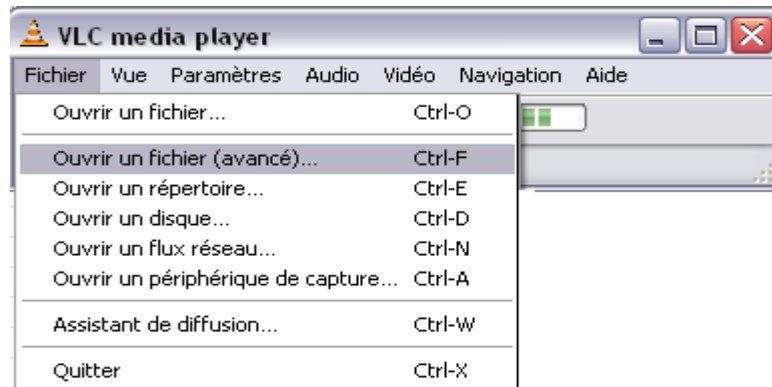 VLC media player
Fichier Vue Paramètres Audio Vidéo Navigation Aide
Ouvrir un fichier... Ctrl-O
Ouvrir un fichier (avancé)... Ctrl-F
Ouvrir un répertoire... Ctrl-E
Ouvrir un disque... Ctrl-D
Ouvrir un flux réseau... Ctrl-N
Ouvrir un périphérique de capture... Ctrl-A
Assistant de diffusion... Ctrl-W
Quitter Ctrl-X